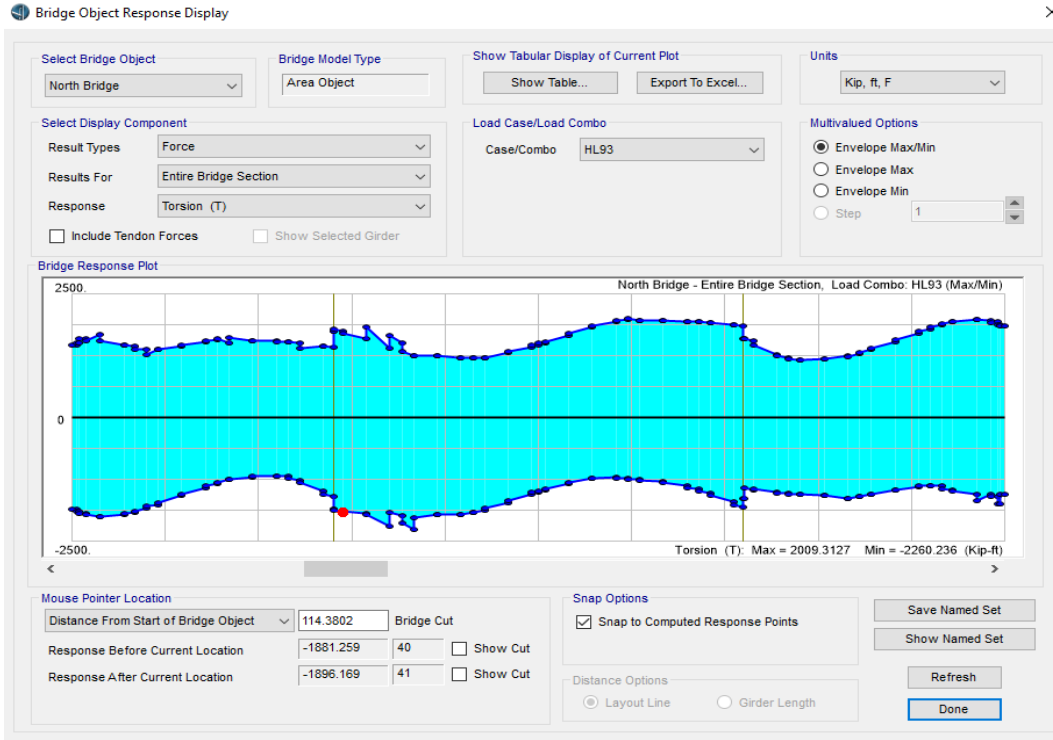 Bridge Object Response Display
Select Bridge Object
North Bridge
Bridge Model Type
Area Object
Show Tabular Display of Current Plot
Show Table...
Export To Excel...
Units
Kip, ft, F
Select Display Component
Result Types
Force
Results For
Entire Bridge Section
Response
Torsion (T)
Include Tendon Forces
Show Selected Girder
Load Case/Load Combo
Case/Combo
HL93
Multivalued Options
Envelope Max/Min
Envelope Max
Envelope Min
Step
1
Bridge Response Plot
2500.
North Bridge - Entire Bridge Section, Load Combo: HL93 (Max/Min)
0
-2500.
Torsion (T): Max = 2009.3127 Min = -2260.236 (Kip-ft)
Mouse Pointer Location
Distance From Start of Bridge Object
114.3802
Bridge Cut
Response Before Current Location
-1881.259
40
Show Cut
Response After Current Location
-1896.169
41
Show Cut
Snap Options
Snap to Computed Response Points
Distance Options
Layout Line
Girder Length
Save Named Set
Show Named Set
Refresh
Done